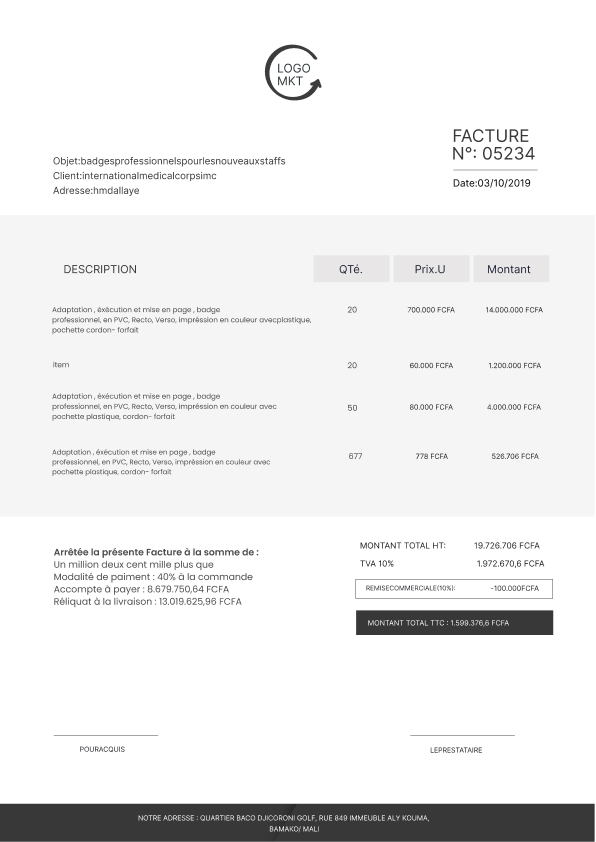 LOGO
MKT
FACTURE
N°: 05234
Date:03/10/2019
Objet:badgesprofessionnelspourlesnouveauxstaffs
Client:internationalmedicalcorpsimc
Adresse:hmdallaye
DESCRIPTION QTé. Prix.U Montant
Adaptation , éxécution et mise en page , badge 20 700.000 FCFA 14.000.000 FCFA
professionnel, en PVC, Recto, Verso, impréssion en couleur avecplastique,
pochette cordon- forfait
item 20 60.000 FCFA 1.200.000 FCFA
Adaptation , éxécution et mise en page , badge
professionnel, en PVC, Recto, Verso, impréssion en couleur avec 50 80.000 FCFA 4.000.000 FCFA
pochette plastique, cordon- forfait
Adaptation , éxécution et mise en page , badge 677 778 FCFA 526.706 FCFA
professionnel, en PVC, Recto, Verso, impréssion en couleur avec
pochette plastique, cordon- forfait
MONTANT TOTAL HT: 19.726.706 FCFA
TVA 10% 1.972.670,6 FCFA
REMISECOMMERCIALE(10%): -100.000FCFA
MONTANT TOTAL TTC : 1.599.376,6 FCFA
Arrêtée la présente Facture à la somme de :
Un million deux cent mille plus que
Modalité de paiment : 40% à la commande
Accompte à payer : 8.679.750,64 FCFA
Réliquat à la livraison : 13.019.625,96 FCFA
POURACQUIS LEPRESTATAIRE
NOTRE ADRESSE : QUARTIER BACO DJICORONI GOLF, RUE 849 IMMEUBLE ALY KOUMA,
BAMAKO/ MALI